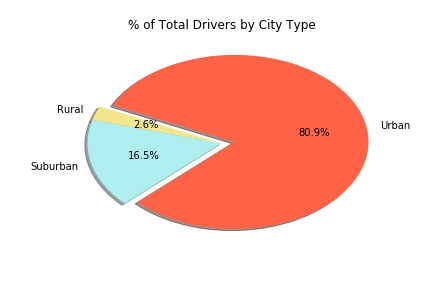 % of Total Drivers by City Type
Rural
2.6%
Urban
80.9%
16.5%
Suburban